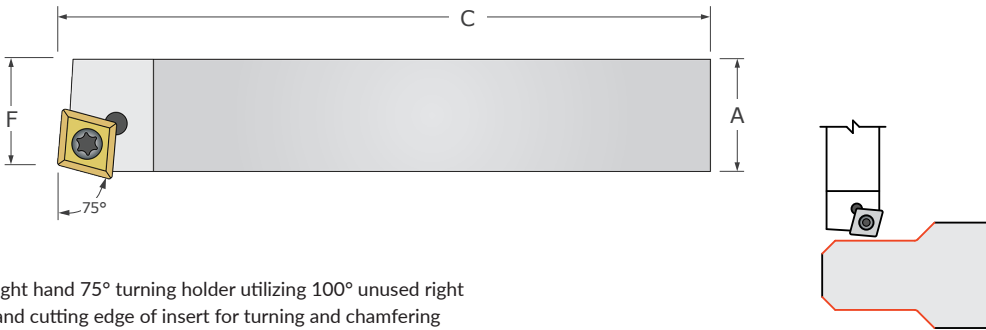 C
F
A
75°
ght hand 75° turning holder utilizing 100° unused right
and cutting edge of insert for turning and chamfering